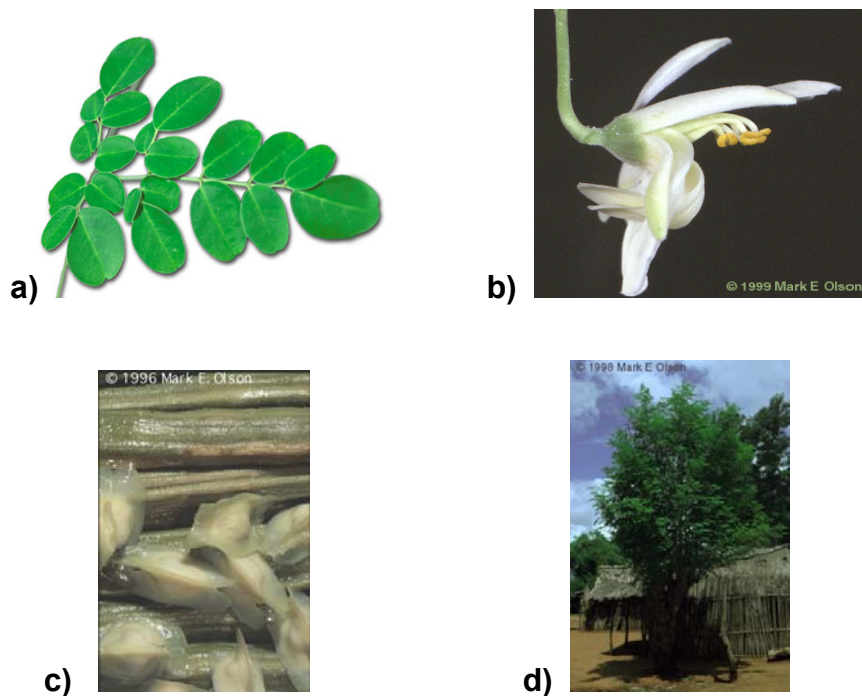 a)
b)
© 1999 Mark E. Olson
© 1996 Mark E. Olson
c)
© 1998 Mark E. Olson
d)